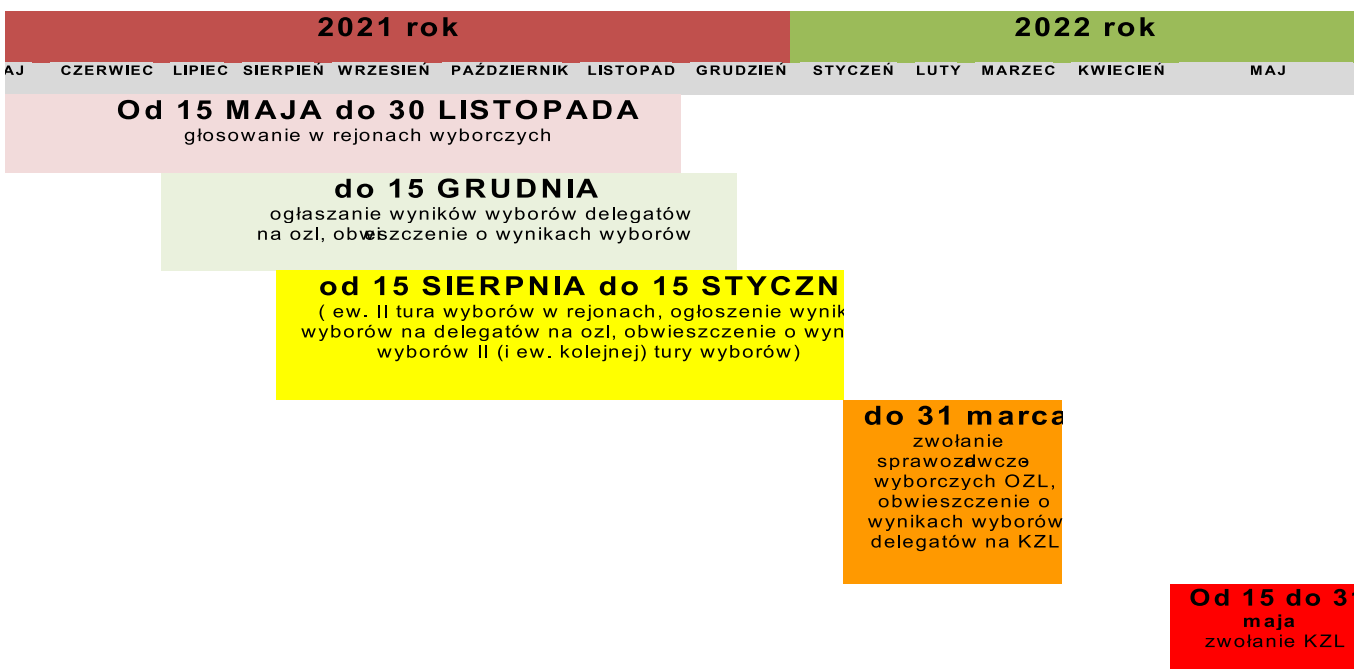 2021 rok 2022 rok
AJ CZERWIEC LIPIEC SIERPIEŃ WRZESIEŃ PAŹDZIERNIK LISTOPAD GRUDZIEŃ STYCZEŃ LUTY MARZEC KWIECIEŃ MAJ
Od 15 MAJA do 30 LISTOPADA
głosowanie w rejonach wyborczych
do 15 GRUDNIA
ogłaszanie wyników wyborów delegatów
na ozl, obwieszczenie o wynikach wyborów
od 15 SIERPNIA do 15 STYCZN
( ew. II tura wyborów w rejonach, ogłoszenie wynik
wyborów na delegatów na ozl, obwieszczenie o wyn
wyborów II (i ew. kolejnej) tury wyborów)
do 31 marca
zwołanie
sprawozdawczo-
wyborczych OZL,
obwieszczenie o
wynikach wyborów
delegatów na KZL
Od 15 do 31
maja
zwołanie KZL